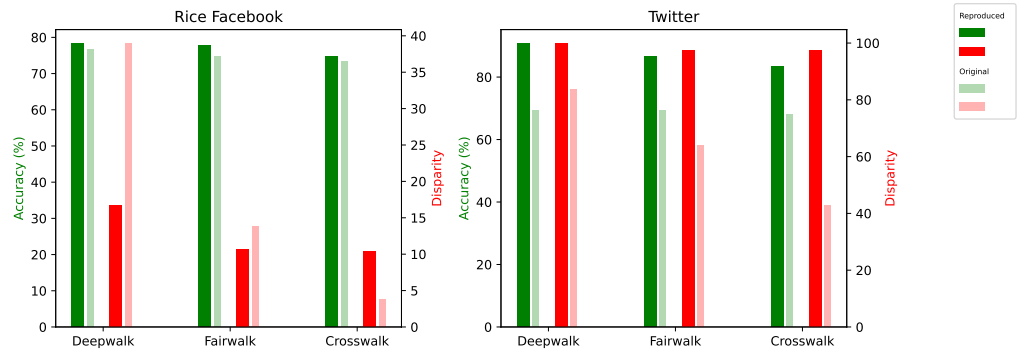 Rice Facebook
Accuracy (%)
80
70
60
50
40
30
20
10
0
40
35
30
25
20
15
10
5
0
Disparity
Deepwalk
Fairwalk
Crosswalk
Twitter
Accuracy (%)
80
60
40
20
0
100
80
60
40
20
0
Disparity
Deepwalk
Fairwalk
Crosswalk
Reproduced
Original